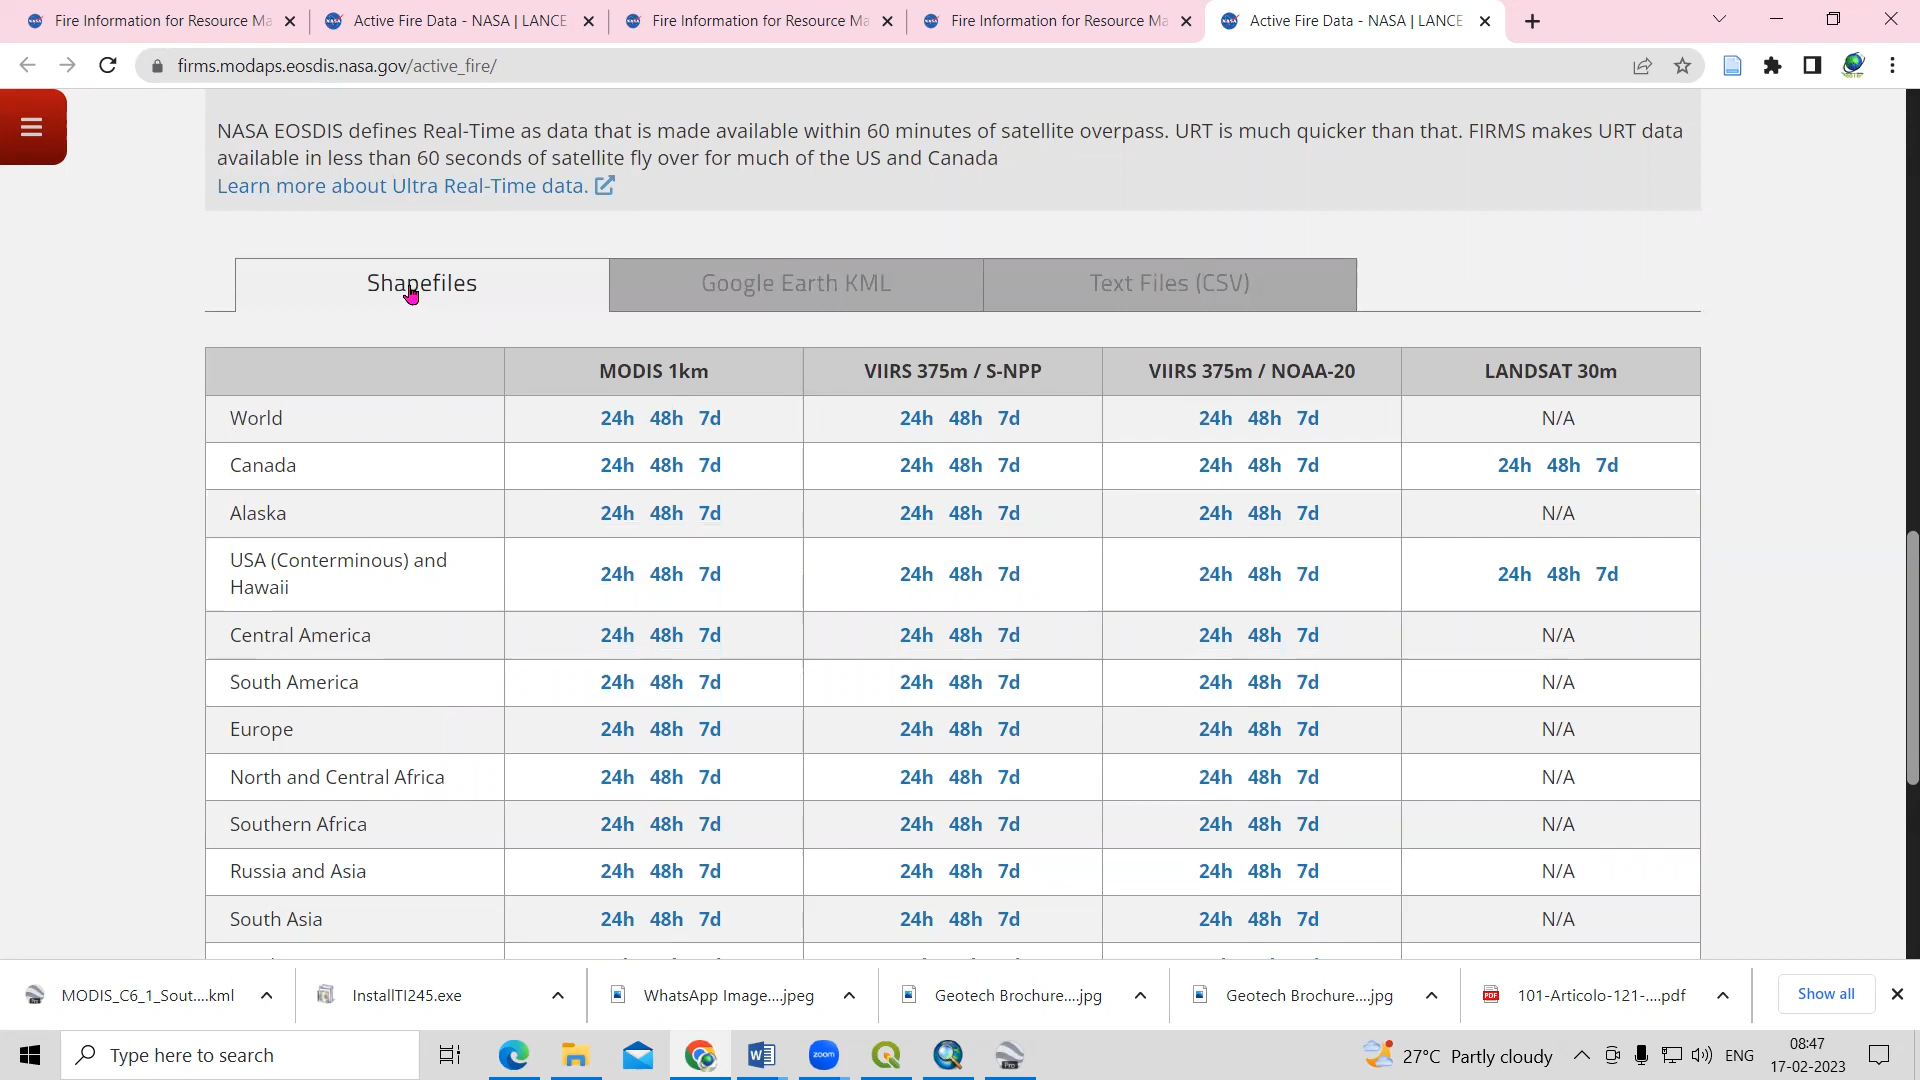 Fire Information for Resource Ma
Active Fire Data - NASA | LANCE
Fire Information for Resource Ma
Fire Information for Resource Ma
Active Fire Data - NASA | LANCE
firms.modaps.eosdis.nasa.gov/active_fire/
NASA EOSDIS defines Real-Time as data that is made available within 60 minutes of satellite overpass. URT is much quicker than that. FIRMS makes URT data
available in less than 60 seconds of satellite fly over for much of the US and Canada
Learn more about Ultra Real-Time data.
Shapefiles Google Earth KML Text Files (CSV)
MODIS 1km VIIRS 375m / S-NPP VIIRS 375m / NOAA-20 LANDSAT 30m
World 24h 48h 7d 24h 48h 7d 24h 48h 7d N/A
Canada 24h 48h 7d 24h 48h 7d 24h 48h 7d 24h 48h 7d
Alaska 24h 48h 7d 24h 48h 7d 24h 48h 7d N/A
USA (Conterminous) and
Hawaii 24h 48h 7d 24h 48h 7d 24h 48h 7d 24h 48h 7d
Central America 24h 48h 7d 24h 48h 7d 24h 48h 7d N/A
South America 24h 48h 7d 24h 48h 7d 24h 48h 7d N/A
Europe 24h 48h 7d 24h 48h 7d 24h 48h 7d N/A
North and Central Africa 24h 48h 7d 24h 48h 7d 24h 48h 7d N/A
Southern Africa 24h 48h 7d 24h 48h 7d 24h 48h 7d N/A
Russia and Asia 24h 48h 7d 24h 48h 7d 24h 48h 7d N/A
South Asia 24h 48h 7d 24h 48h 7d 24h 48h 7d N/A
MODIS_C6_1_Sout....kml
InstallTI245.exe
WhatsApp Image....jpeg
Geotech Brochure....jpg
Geotech Brochure....jpg
101-Articolo-121-....pdf
Show all
Type here to search
27°C Partly cloudy
ENG
08:47
17-02-2023